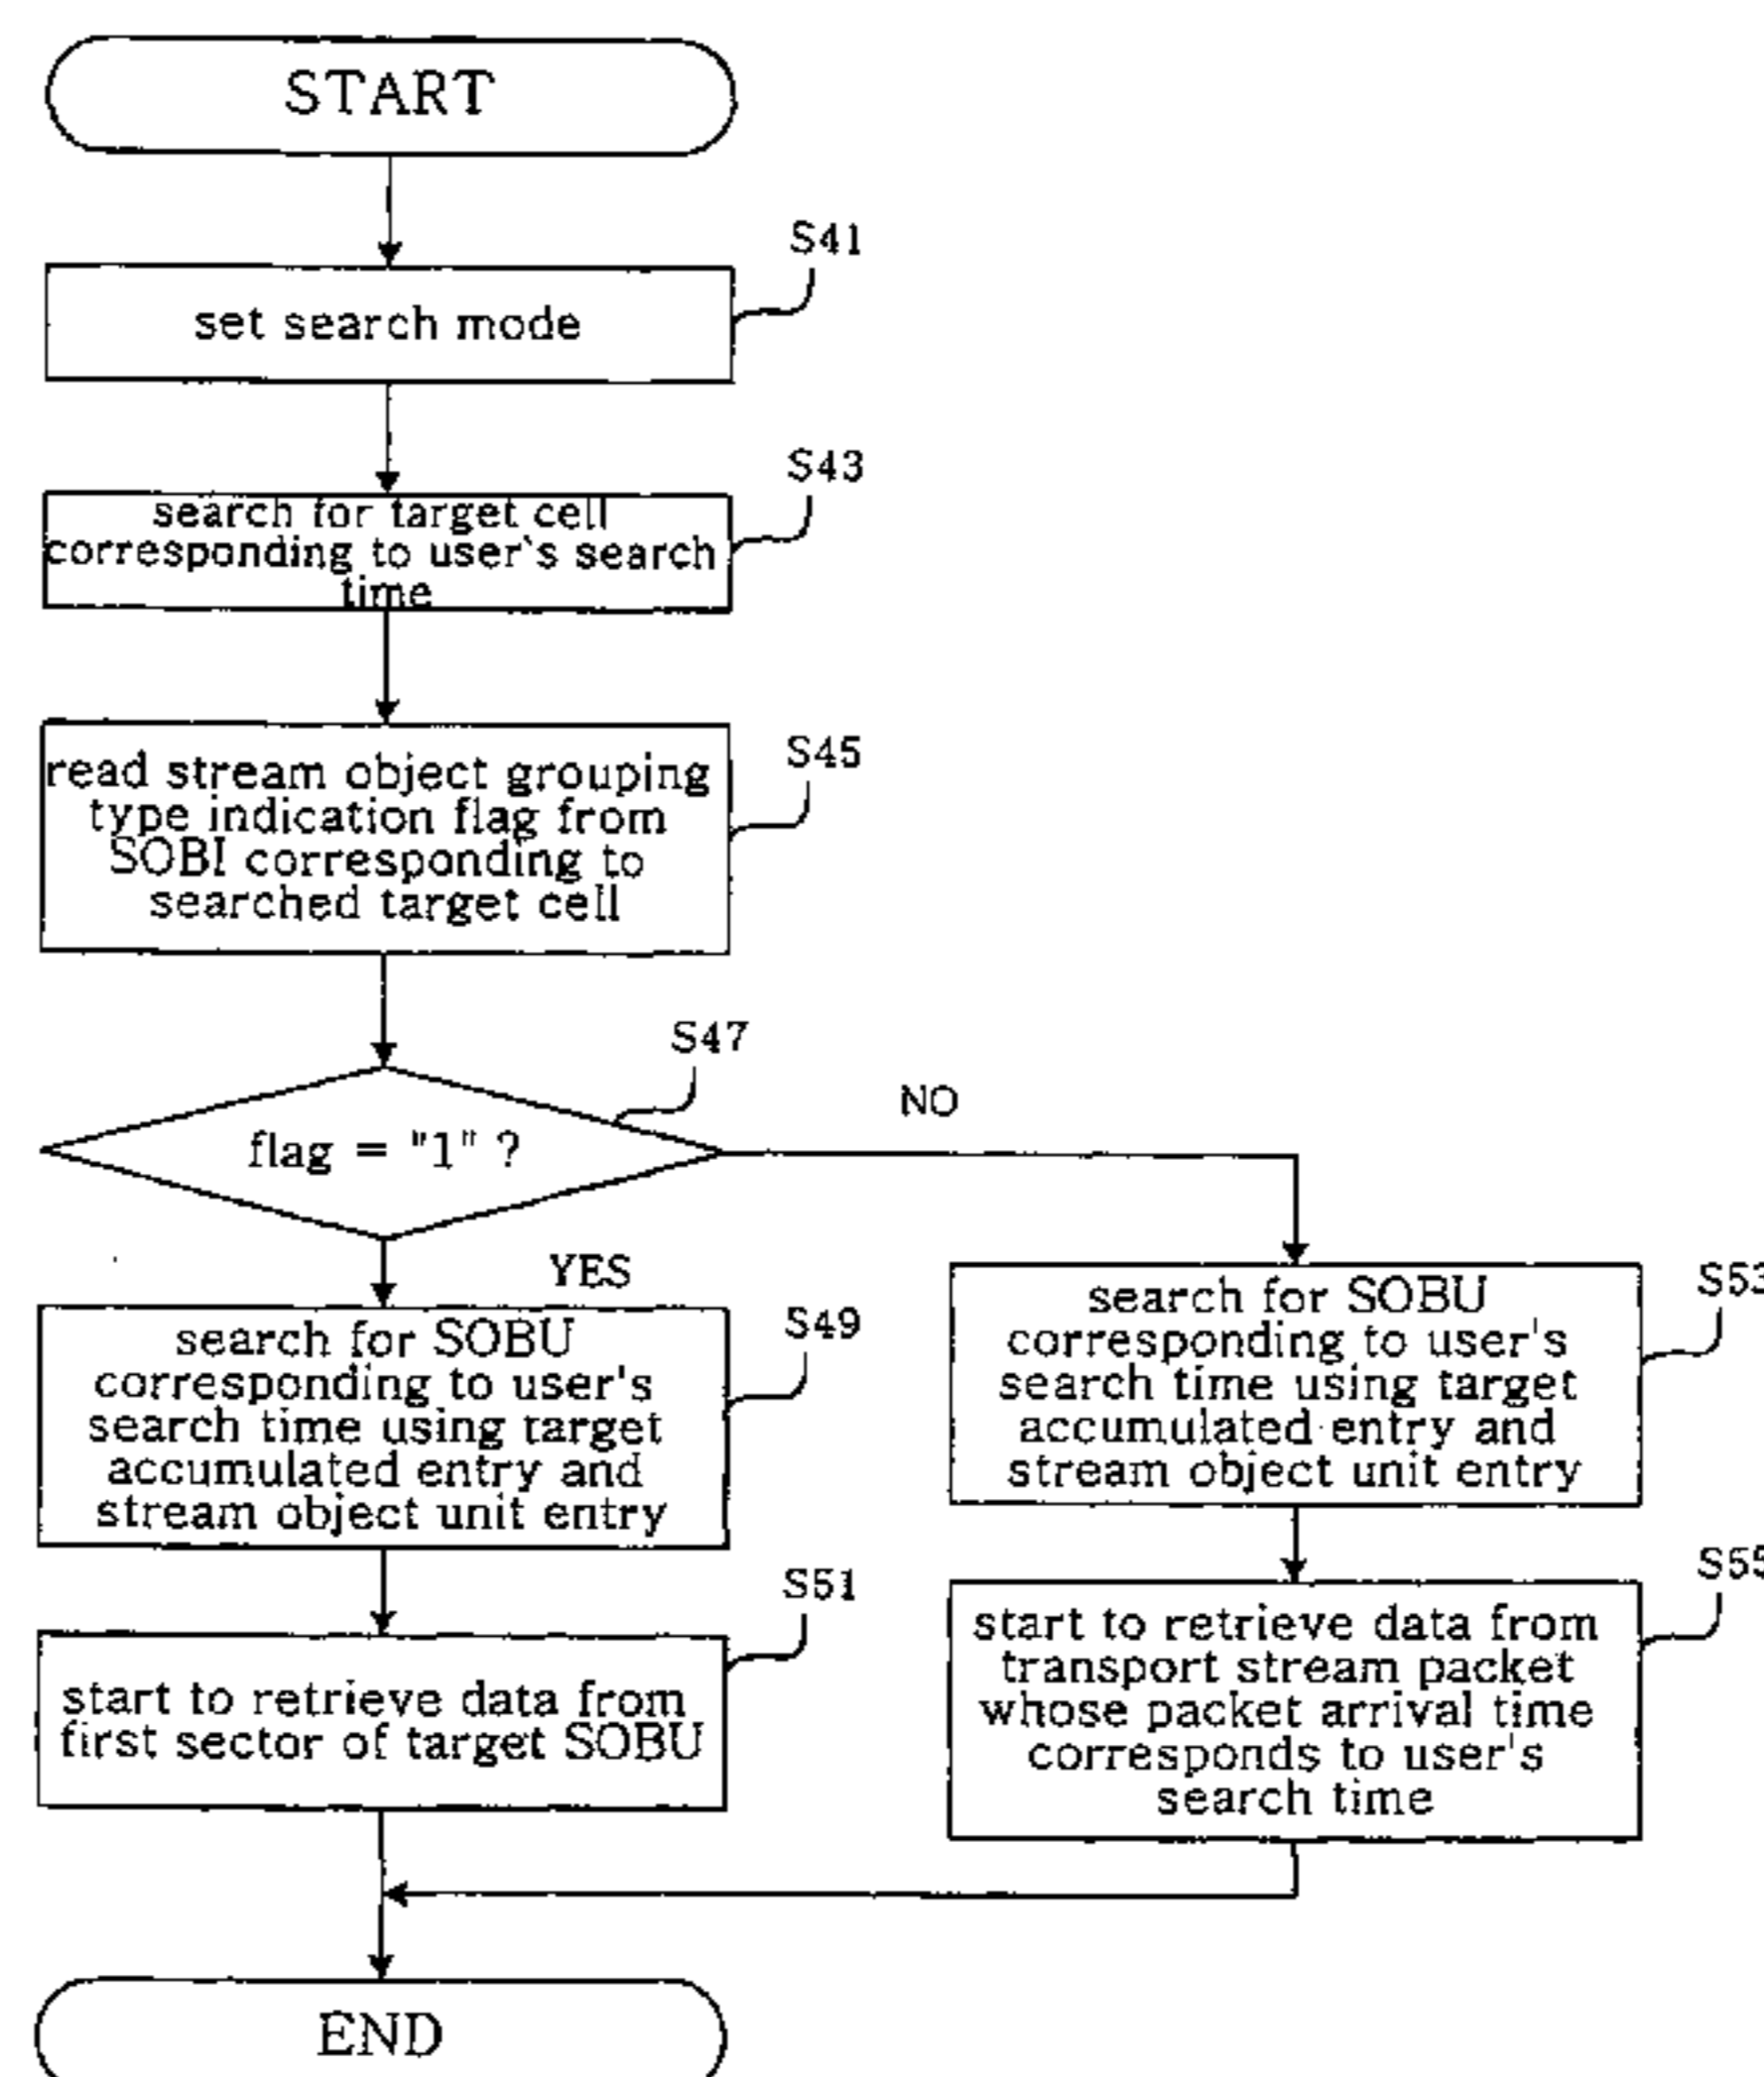 START
S41
set search mode
S43
search for target cell
corresponding to user's search
time
S45
read stream object grouping
type indication flag from
SOBI corresponding to
searched target cell
S47
flag = "1" ?
NO
YES
S49
search for SOBU
corresponding to user's
search time using target
accumulated entry and
stream object unit entry
S51
start to retrieve data from
first sector of target SOBU
S53
search for SOBU
corresponding to user's
search time using target
accumulated entry and
stream object unit entry
S55
start to retrieve data from
transport stream packet
whose packet arrival time
corresponds to user's
search time
END